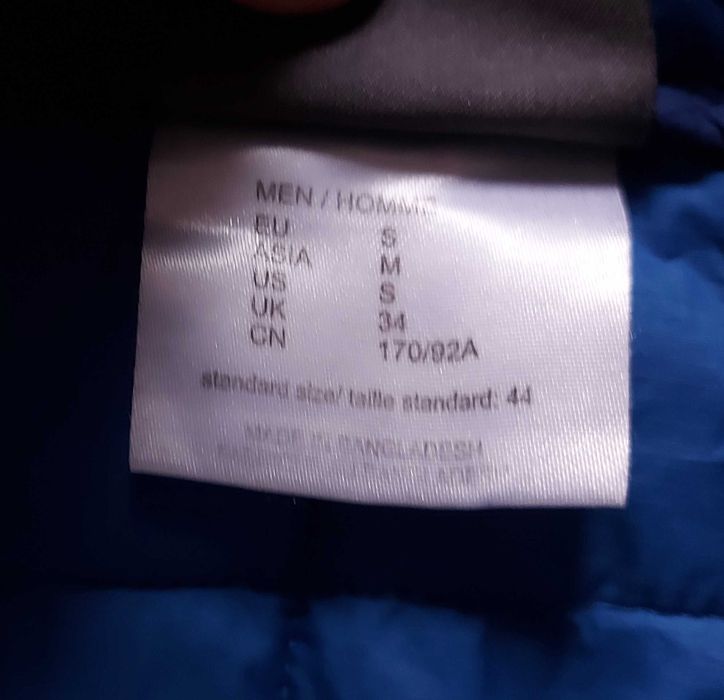 MEN / HOMME
EU S
ASIA M
US S
UK 34
CN 170/92A
standard size/ taille standard: 44
MADE IN BANGLADESH